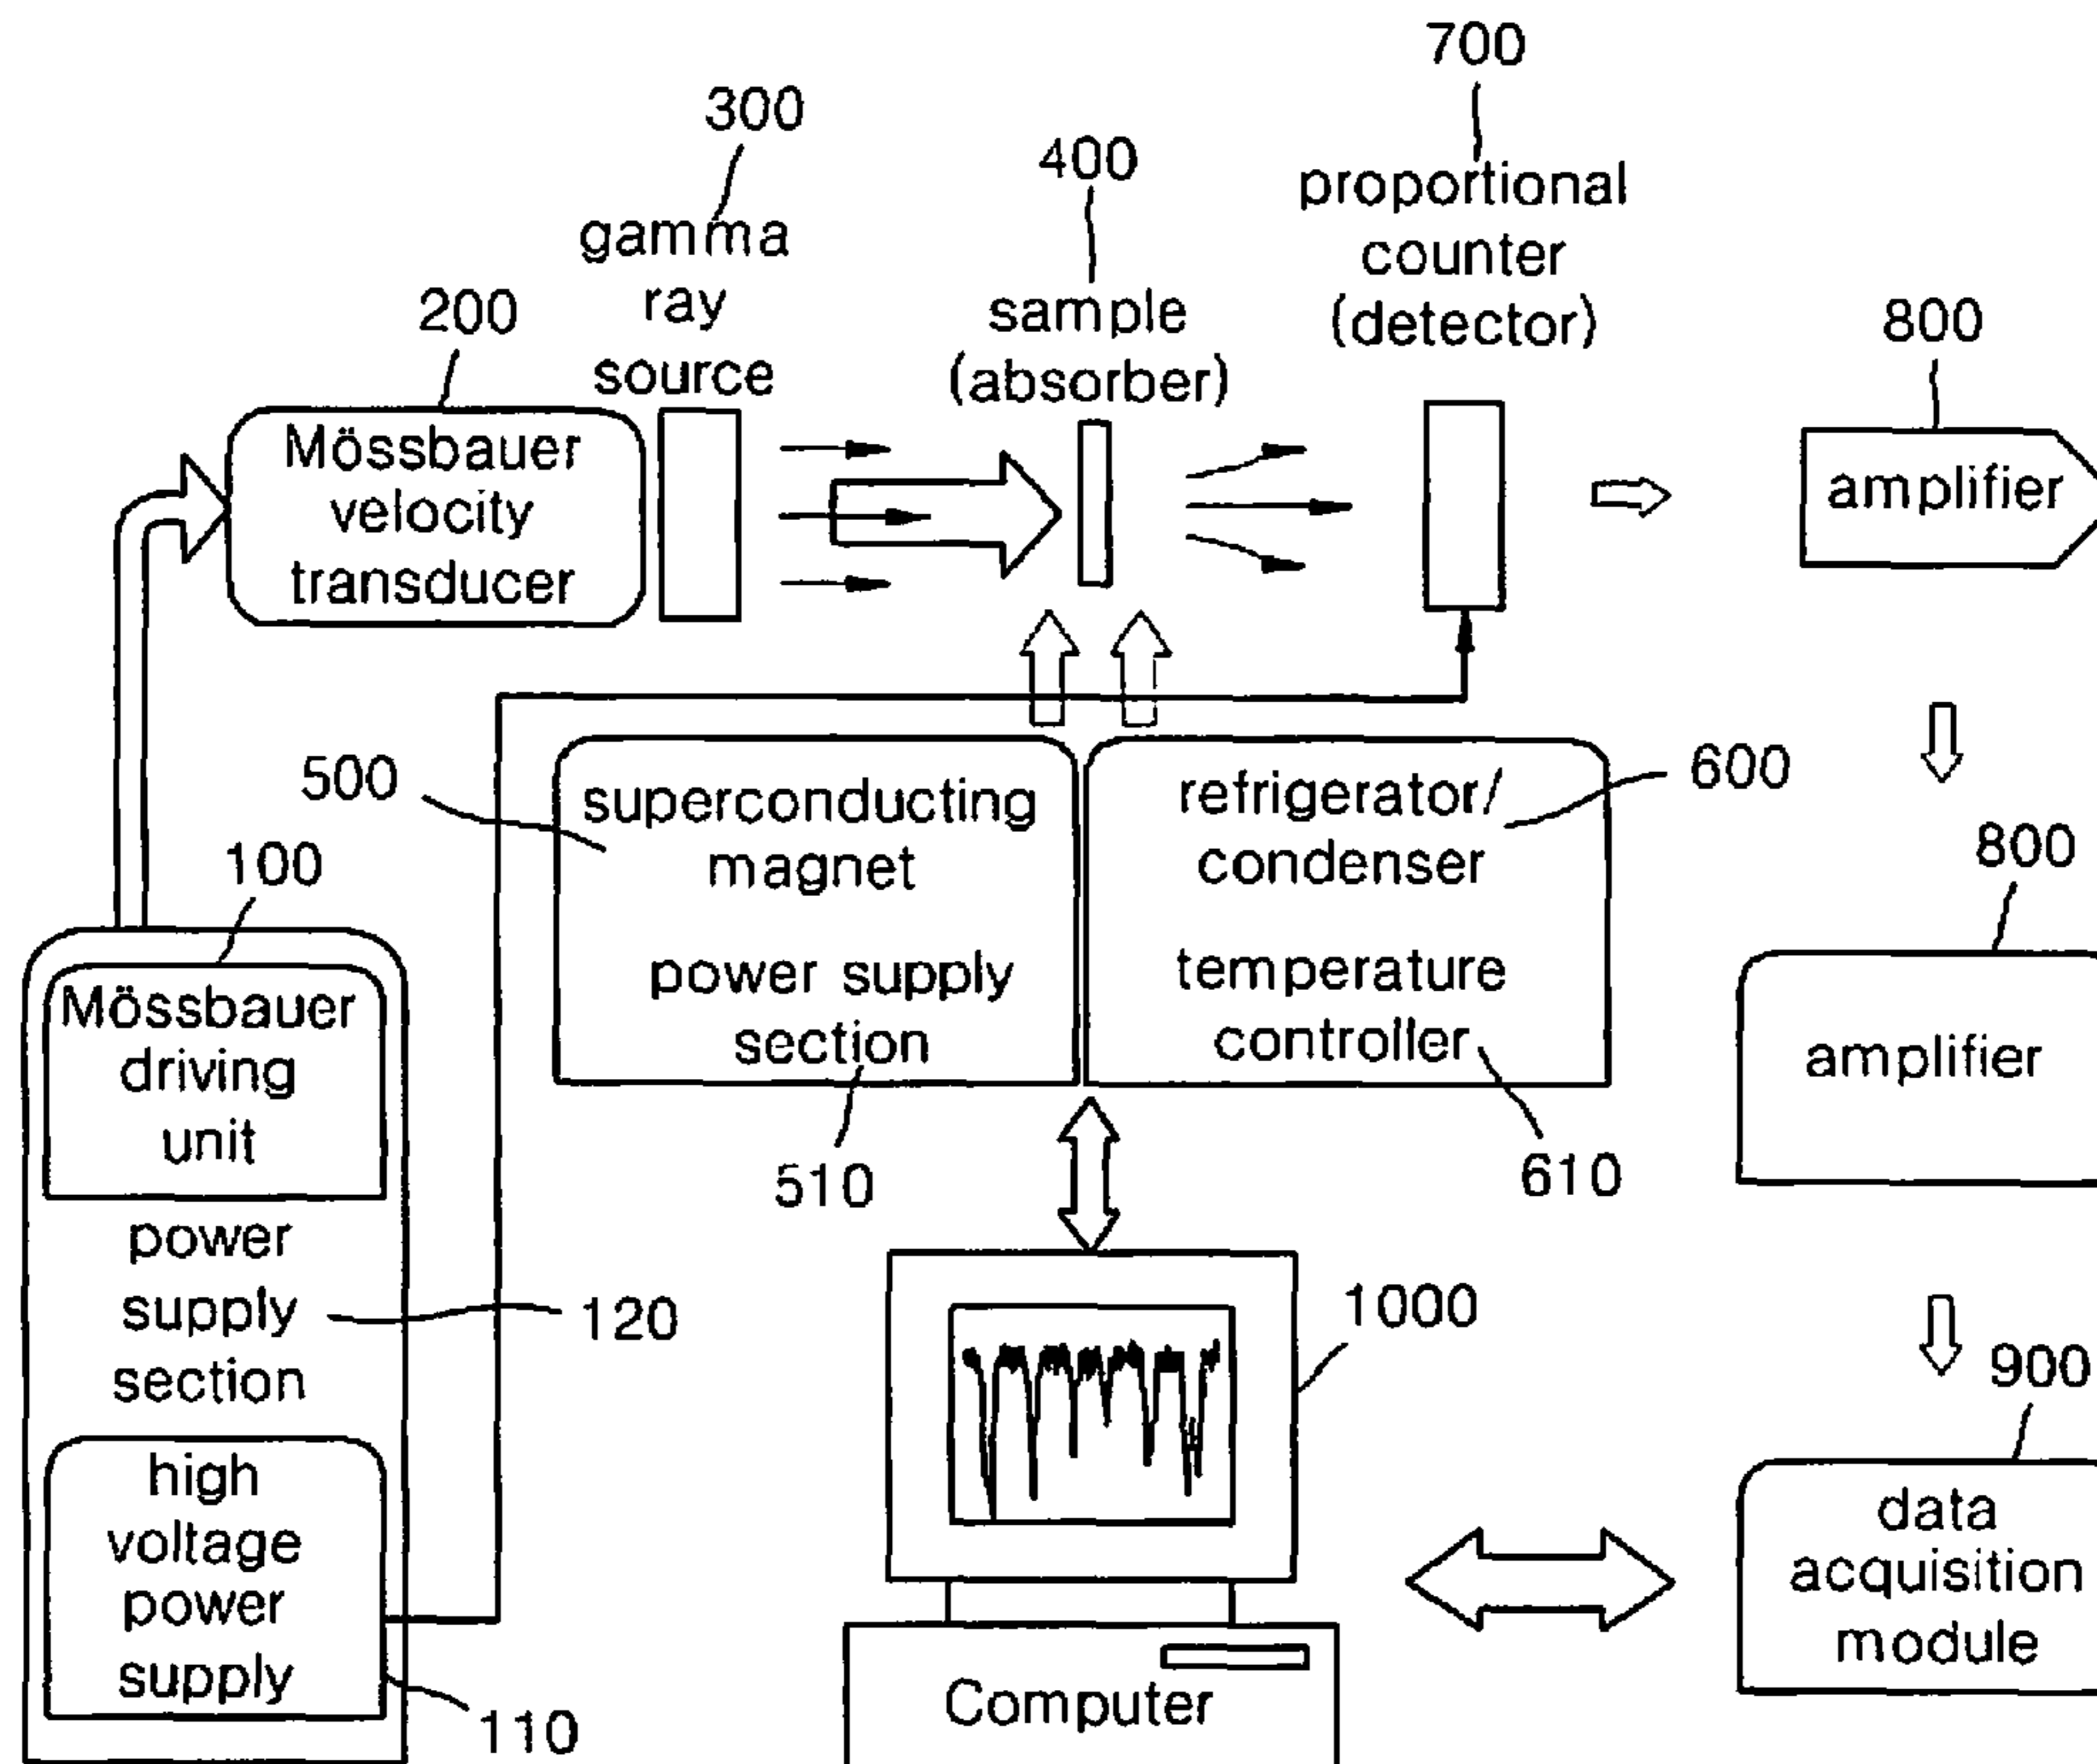 700
300
400
proportional
counter
(detector)
gamma
ray
source
200
sample
(absorber)
800
Mössbauer
velocity
transducer
amplifier
500
superconducting
magnet
power supply
section
510
refrigerator/
condenser
temperature
controller
600
610
800
amplifier
100
Mössbauer
driving
unit
power
supply
section
120
high
voltage
power
supply
110
1000
Computer
900
data
acquisition
module